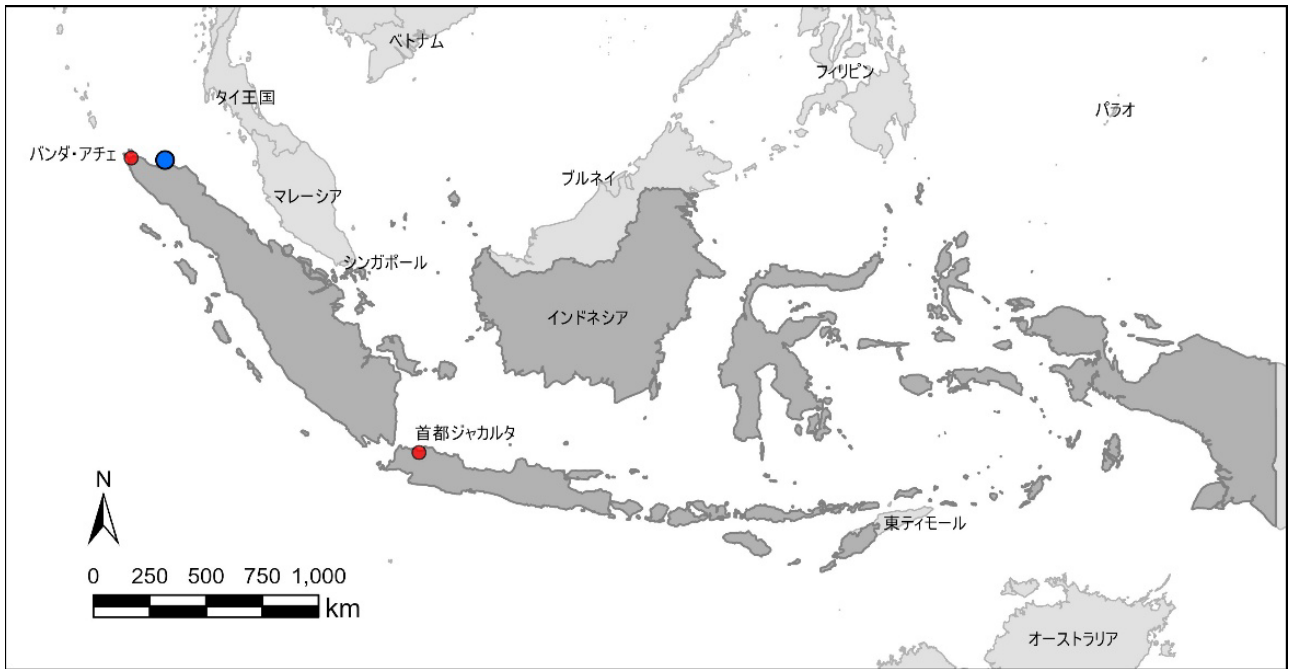 ベトナム
フィリピン
タイ王国
パラオ
バンダ・アチェ
ブルネイ
マレーシア
シンガポール
インドネシア
首都ジャカルタ
N
東ティモール
0 250 500 750 1,000
km
オーストラリア